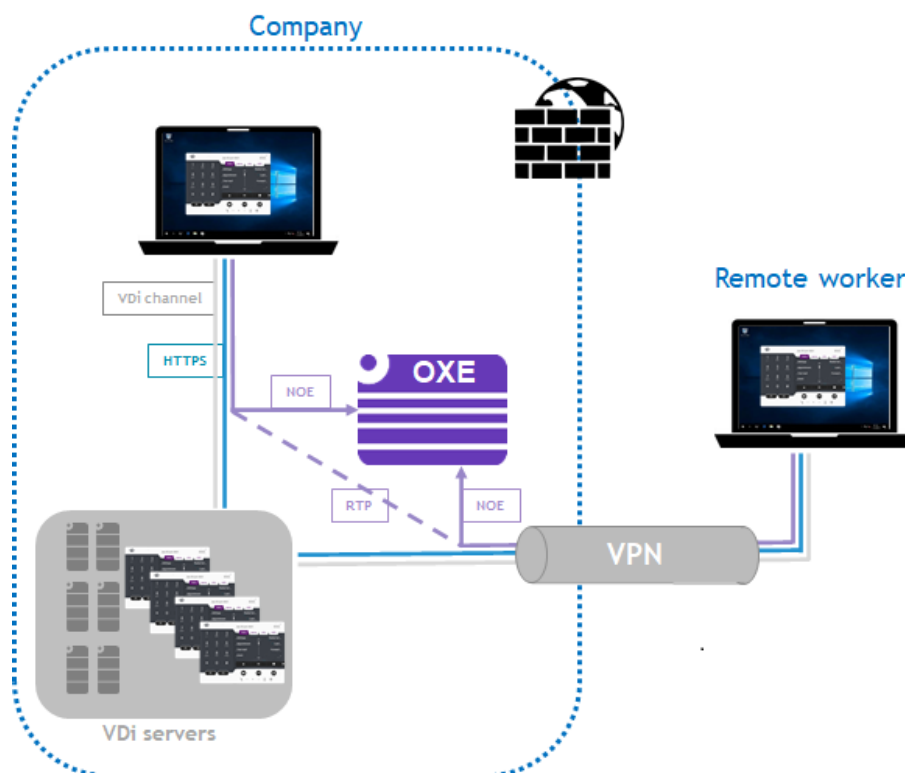 Company
Remote worker
VDi channel
HTTPS
OXE
NOE
RTP
NOE
VPN
VDi servers